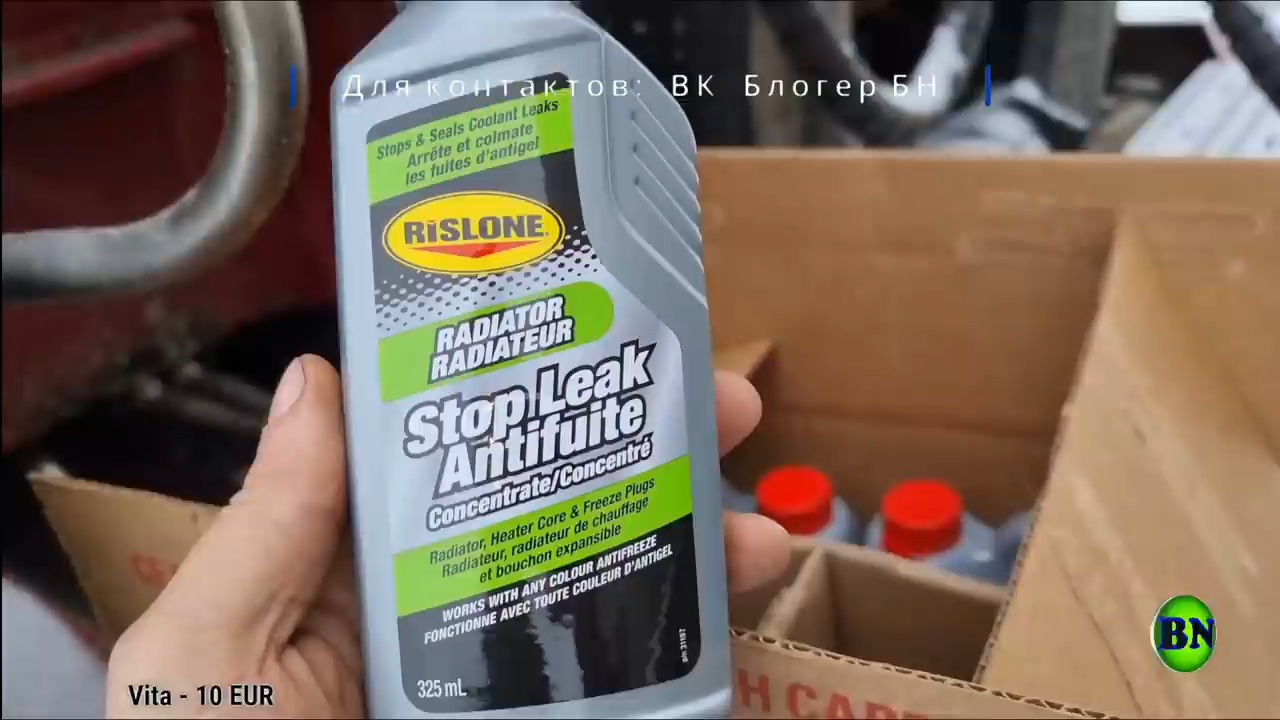 Для контактов: ВК Блогер БН
Stops & Seals Coolant Leaks
Arrête et colmate
les fuites d'antigel
RiSLONE
RADIATOR
RADIATEUR
Stop Leak
Antifuite
Concentrate/Concentré
Radiator, Heater Core & Freeze Plugs
Radiateur, radiateur de chauffage
et bouchon expansible
WORKS WITH ANY COLOUR ANTIFREEZE
FONCTIONNE AVEC TOUTE COULEUR D'ANTIGEL
325 mL
BN
Vita - 10 EUR